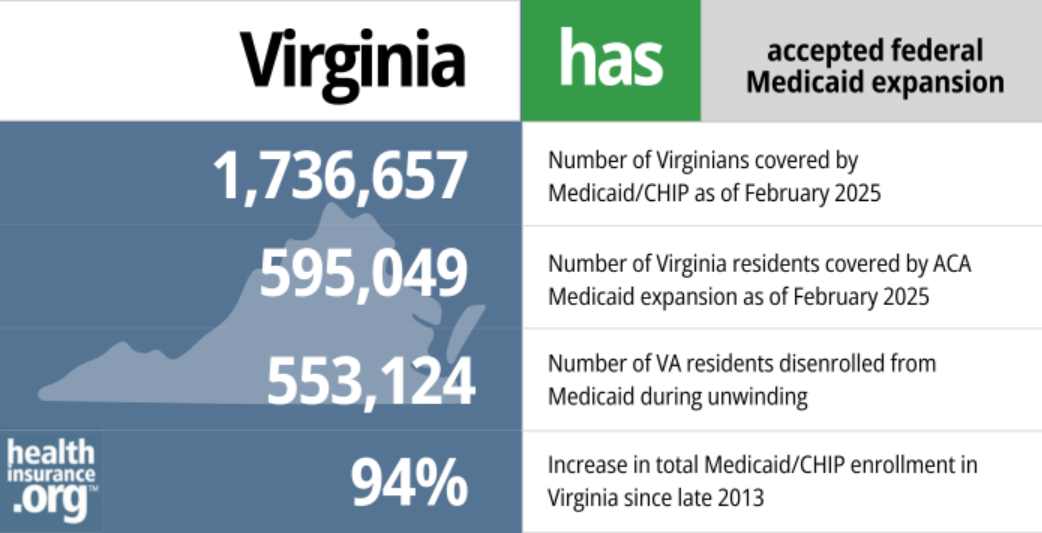 Virginia
has
accepted federal
Medicaid expansion
1,736,657
Number of Virginians covered by
Medicaid/CHIP as of February 2025
595,049
Number of Virginia residents covered by ACA
Medicaid expansion as of February 2025
553,124
Number of VA residents disenrolled from
Medicaid during unwinding
94%
Increase in total Medicaid/CHIP enrollment in
Virginia since late 2013
health
insurance
.org™